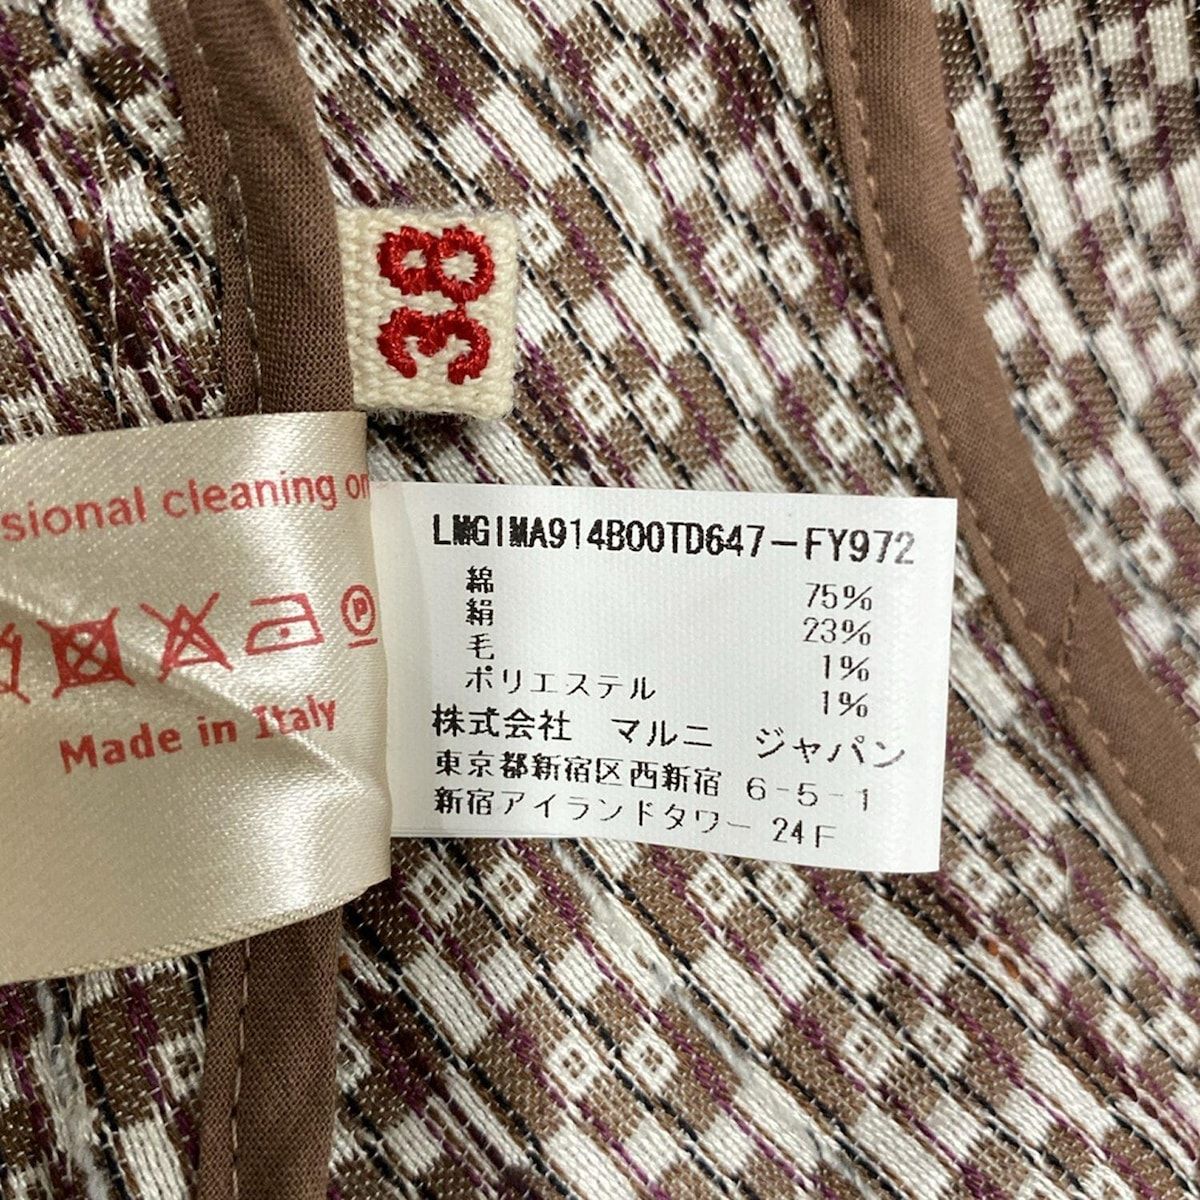 38
sional cleaning on
P
Made in Italy
LMGIMA914B00TD647-FY972
綿 75%
絹 23%
毛 1%
ポリエステル 1%
株式会社 マルニ ジャパン
東京都新宿区西新宿 6-5-1
新宿アイランドタワー 24F